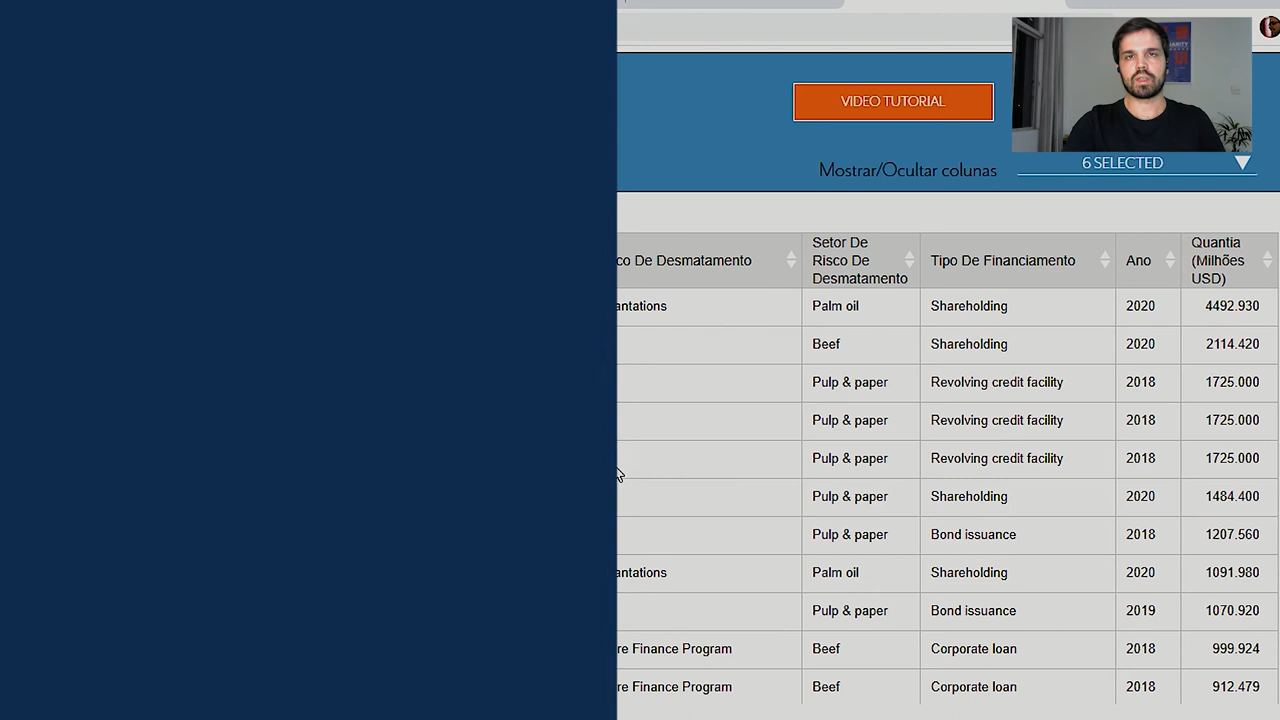 VIDEO TUTORIAL
Mostrar/Ocultar colunas
6 SELECTED
co De Desmatamento
Setor De
Risco De
Desmatamento
Tipo De Financiamento
Ano
Quantia
(Milhões
USD)
antations Palm oil Shareholding 2020 4492.930
Beef Shareholding 2020 2114.420
Pulp & paper Revolving credit facility 2018 1725.000
Pulp & paper Revolving credit facility 2018 1725.000
Pulp & paper Revolving credit facility 2018 1725.000
Pulp & paper Shareholding 2020 1484.400
Pulp & paper Bond issuance 2018 1207.560
antations Palm oil Shareholding 2020 1091.980
Pulp & paper Bond issuance 2019 1070.920
re Finance Program Beef Corporate loan 2018 999.924
re Finance Program Beef Corporate loan 2018 912.479